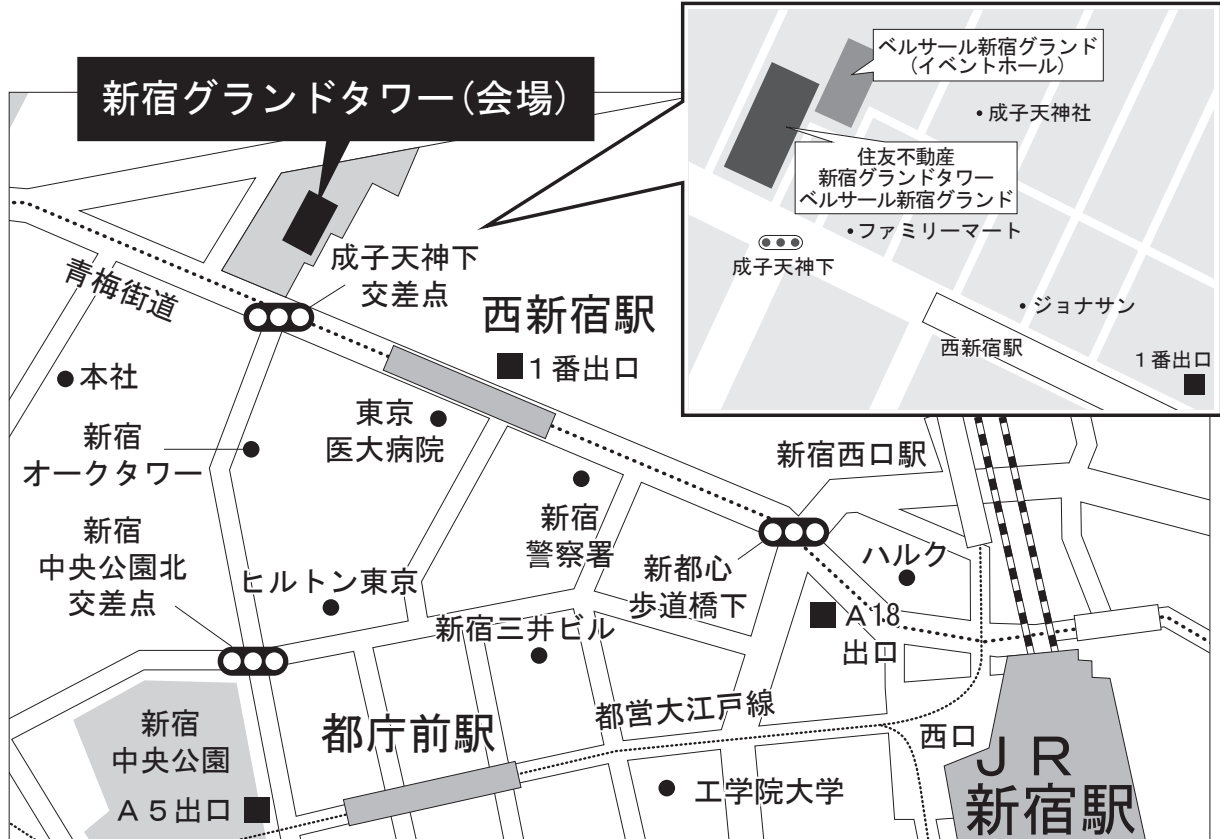 新宿グランドタワー(会場)
ベルサール新宿グランド
(イベントホール)
・成子天神社
住友不動産
新宿グランドタワー
ベルサール新宿グランド
・ファミリーマート
成子天神下
・ジョナサン
西新宿駅
1番出口
成子天神下
交差点
青梅街道
西新宿駅
1番出口
本社
東京
医大病院
新宿
オークタワー
新宿西口駅
新宿
中央公園北
交差点
新宿
警察署
新都心
歩道橋下
ハルク
ヒルトン東京
新宿三井ビル
A18
出口
都営大江戸線
新宿
中央公園
都庁前駅
西口
A5出口
工学院大学
JR
新宿駅